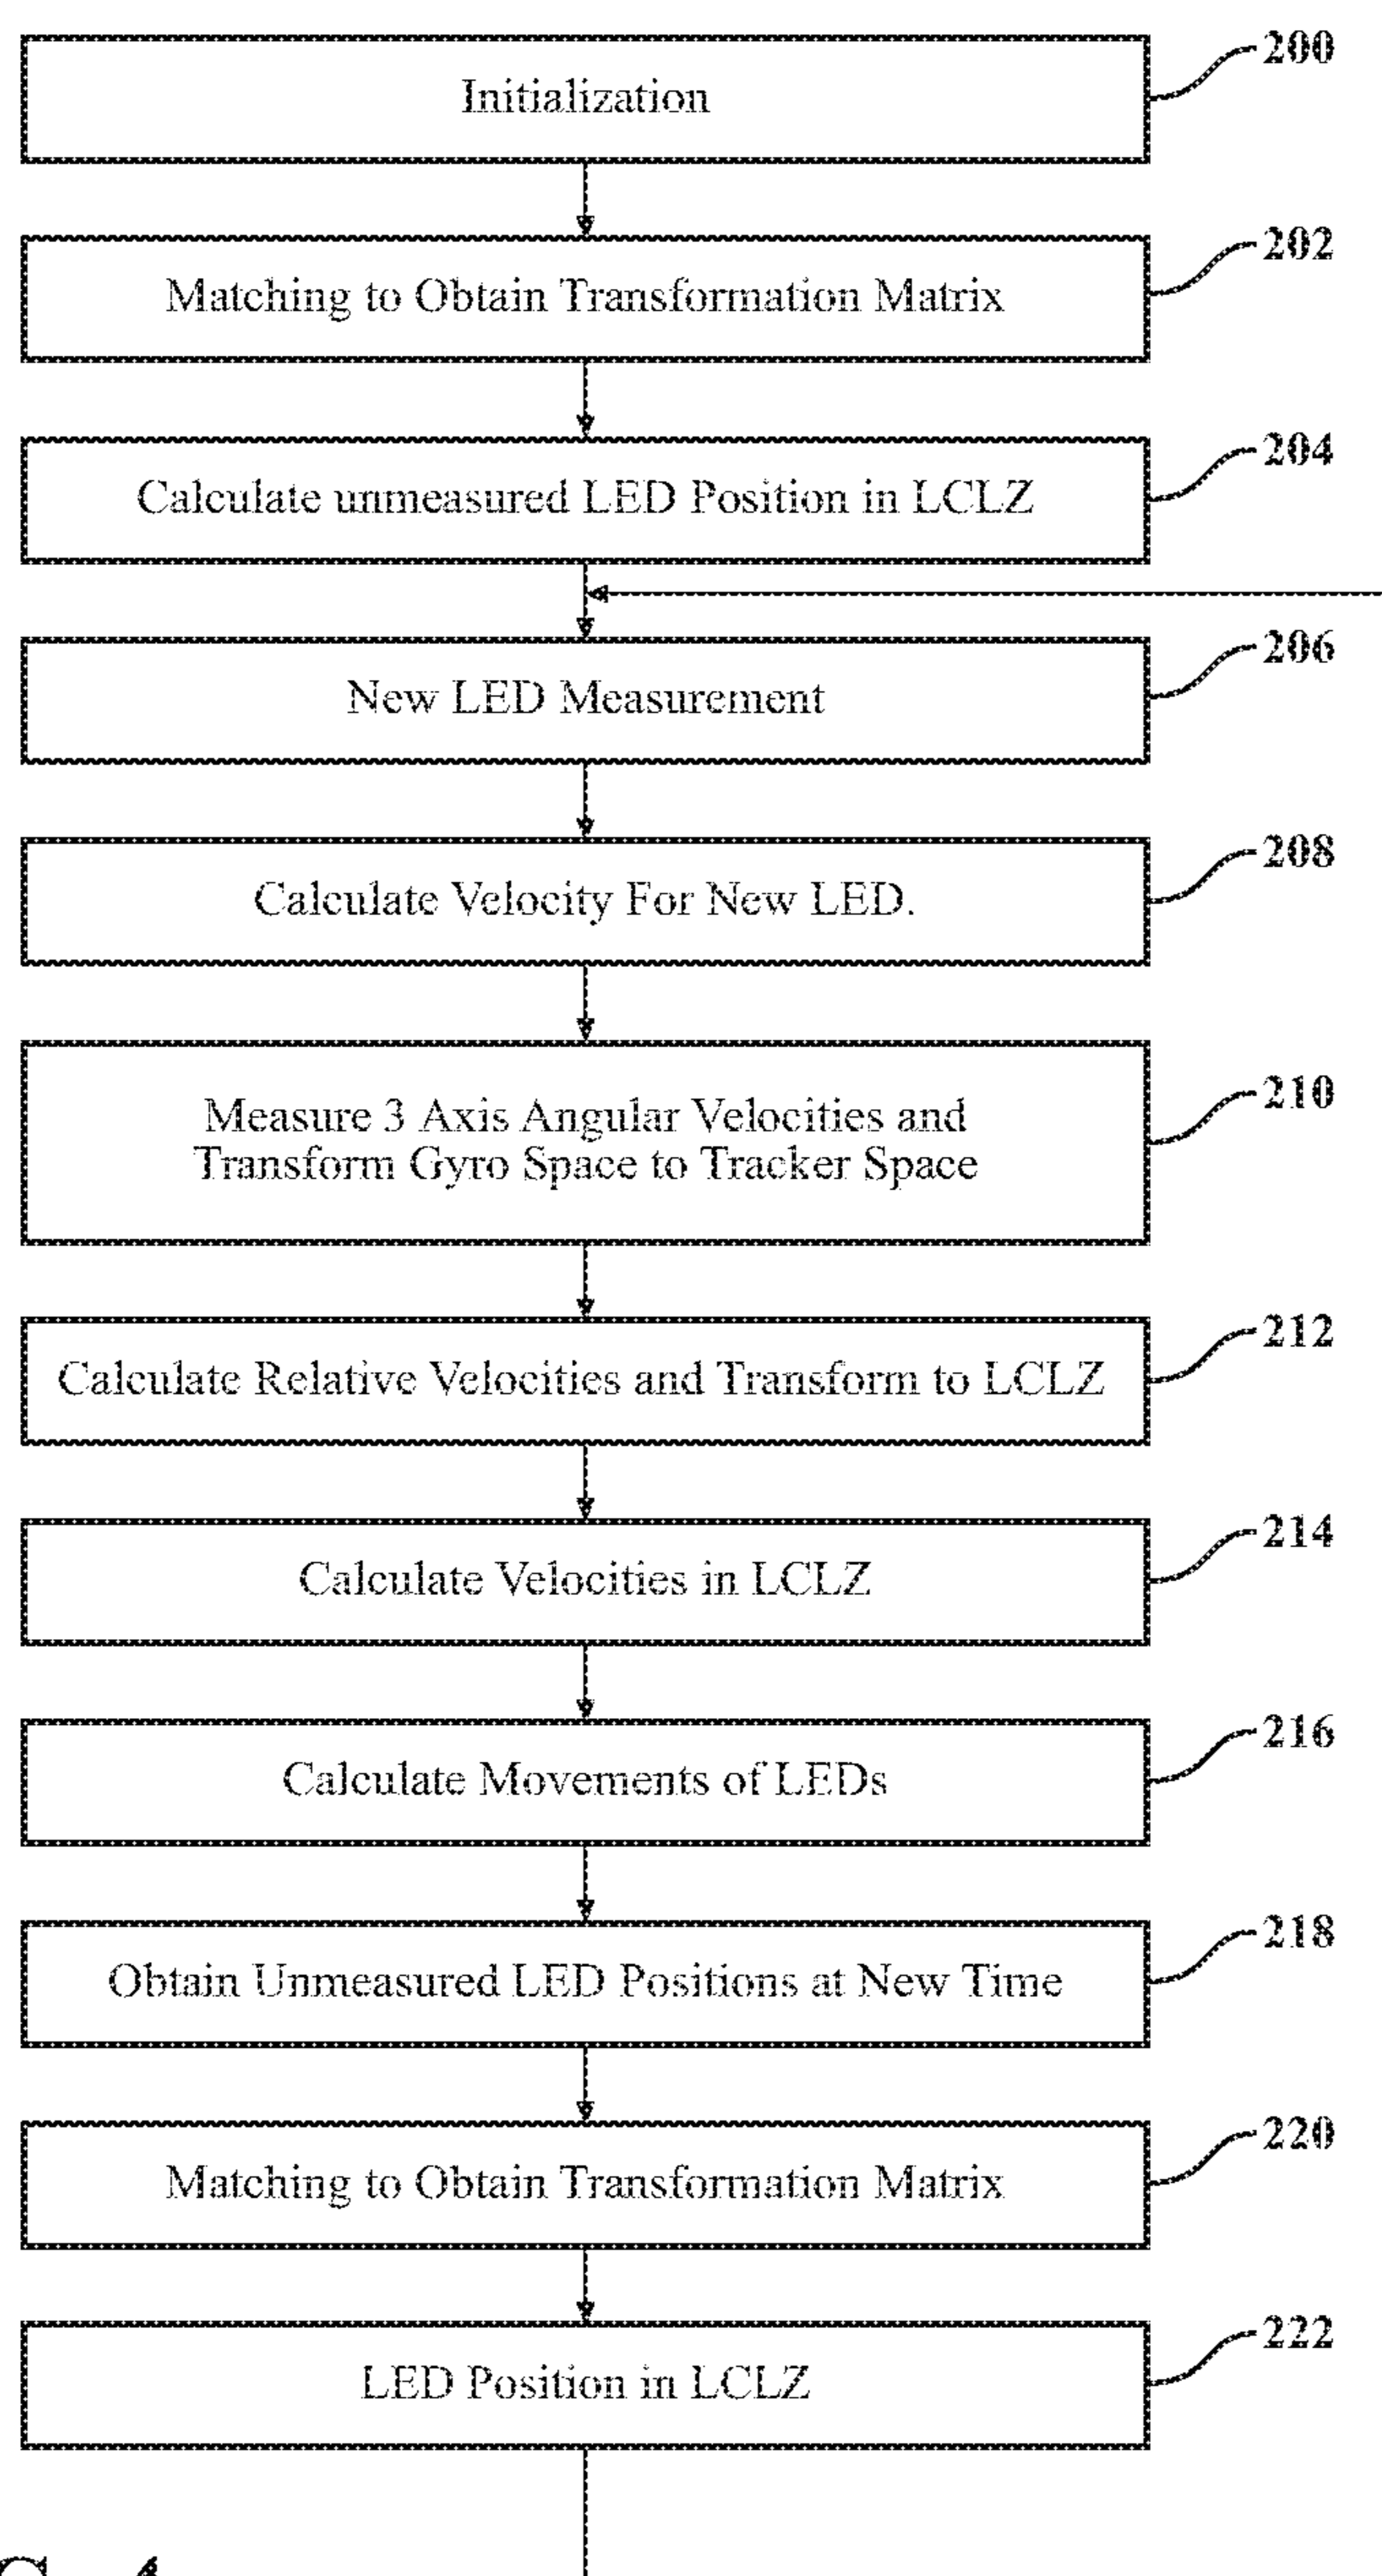 Initialization
200
Matching to Obtain Transformation Matrix
202
Calculate unmeasured LED Position in LCLZ
204
New LED Measurement
206
Calculate Velocity For New LED.
208
Measure 3 Axis Angular Velocities and
Transform Gyro Space to Tracker Space
210
Calculate Relative Velocities and Transform to LCLZ
212
Calculate Velocities in LCLZ
214
Calculate Movements of LEDs
216
Obtain Unmeasured LED Positions at New Time
218
Matching to Obtain Transformation Matrix
220
LED Position in LCLZ
222